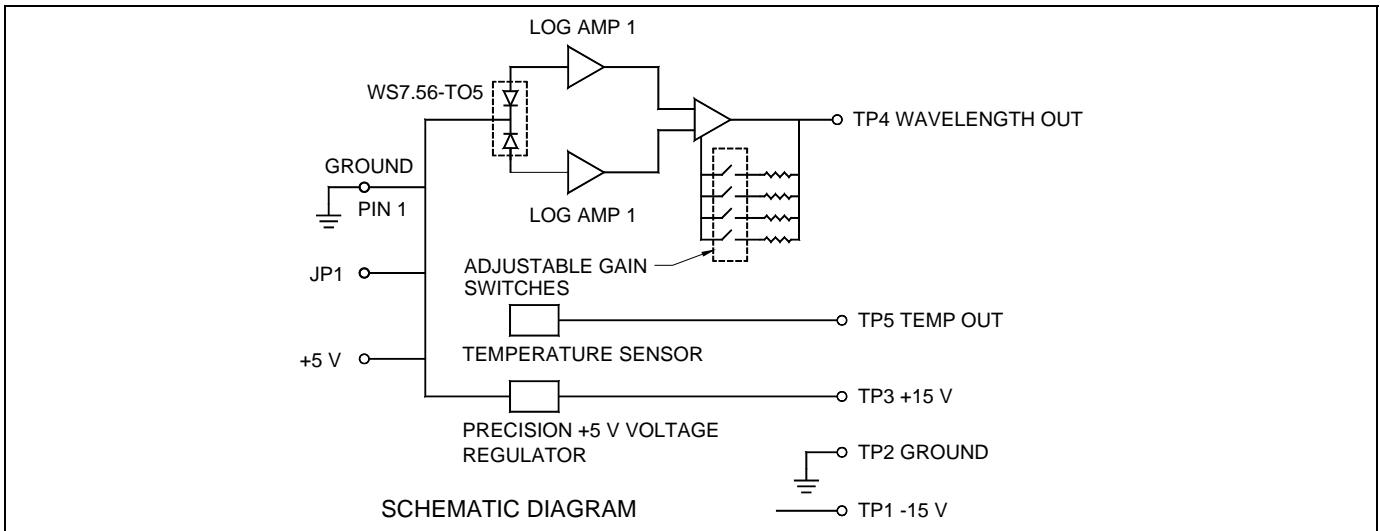 LOG AMP 1
WS7.56-TO5
TP4 WAVELENGTH OUT
GROUND
PIN 1
LOG AMP 1
JP1
ADJUSTABLE GAIN
SWITCHES
TP5 TEMP OUT
+5 V
TEMPERATURE SENSOR
TP3 +15 V
PRECISION +5 V VOLTAGE
REGULATOR
TP2 GROUND
SCHEMATIC DIAGRAM
TP1 -15 V